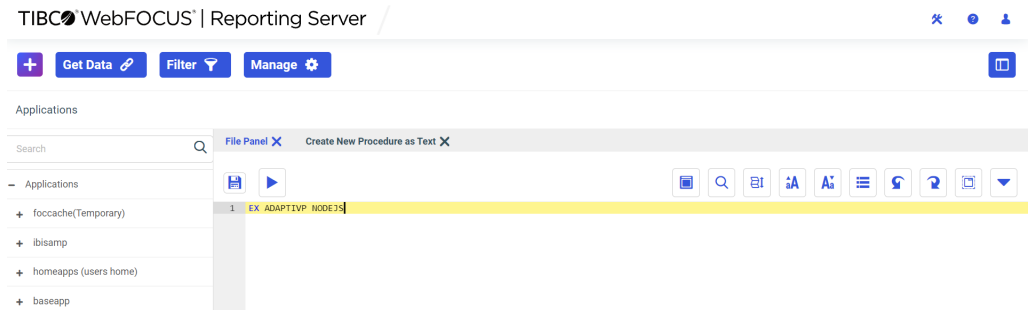 TIBCO® WebFOCUS® | Reporting Server
Get Data
Filter
Manage
Applications
Search
File Panel
Create New Procedure as Text
Applications
foccache(Temporary)
ibisamp
homeapps (users home)
baseapp
1 EX ADAPTIVP NODEJS